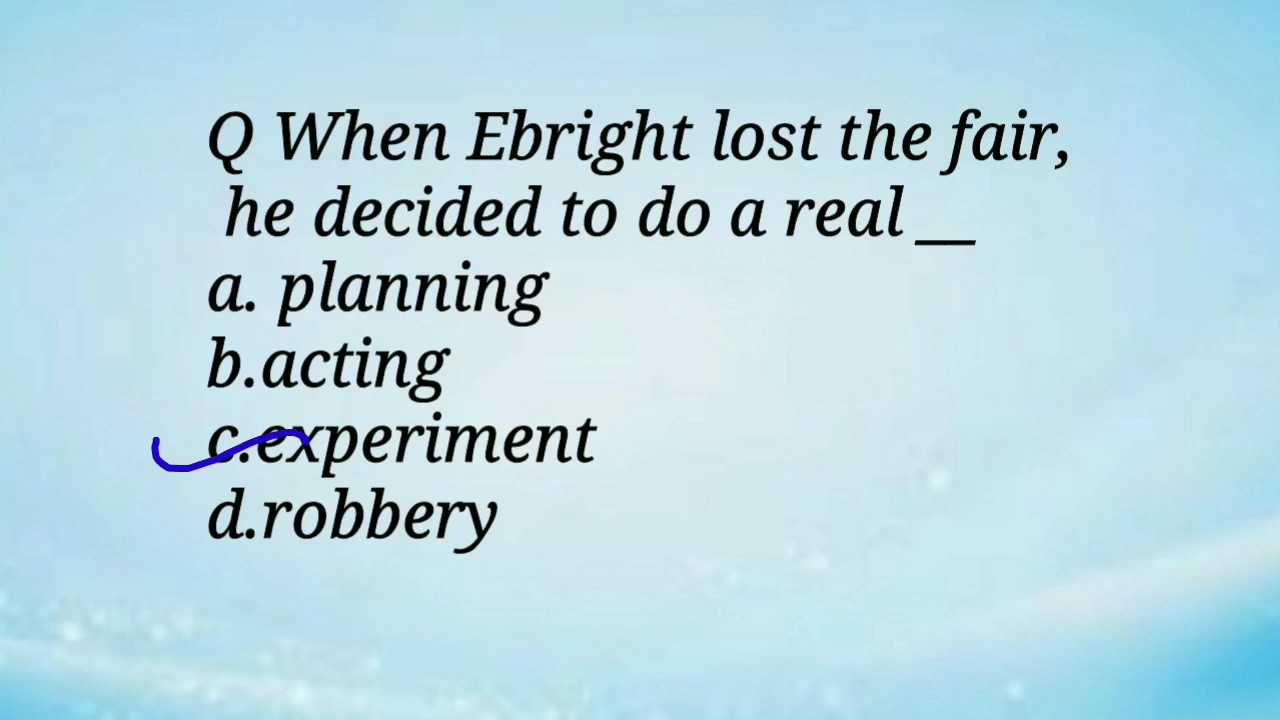 Q When Ebright lost the fair,
he decided to do a real __
a. planning
b.acting
c.experiment
d.robbery